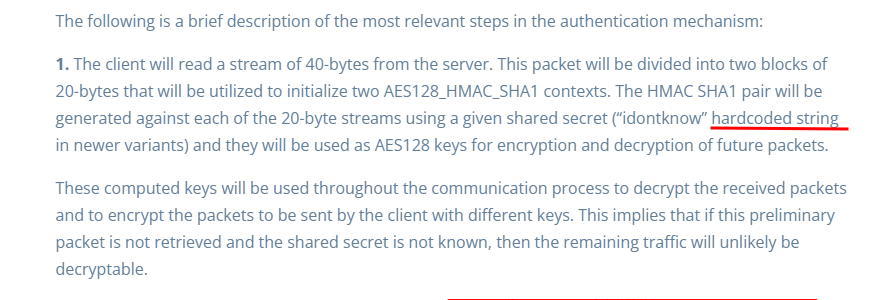 The following is a brief description of the most relevant steps in the authentication mechanism:
1. The client will read a stream of 40-bytes from the server. This packet will be divided into two blocks of
20-bytes that will be utilized to initialize two AES128_HMAC_SHA1 contexts. The HMAC SHA1 pair will be
generated against each of the 20-byte streams using a given shared secret (“idontknow” hardcoded string
in newer variants) and they will be used as AES128 keys for encryption and decryption of future packets.
These computed keys will be used throughout the communication process to decrypt the received packets
and to encrypt the packets to be sent by the client with different keys. This implies that if this preliminary
packet is not retrieved and the shared secret is not known, then the remaining traffic will unlikely be
decryptable.